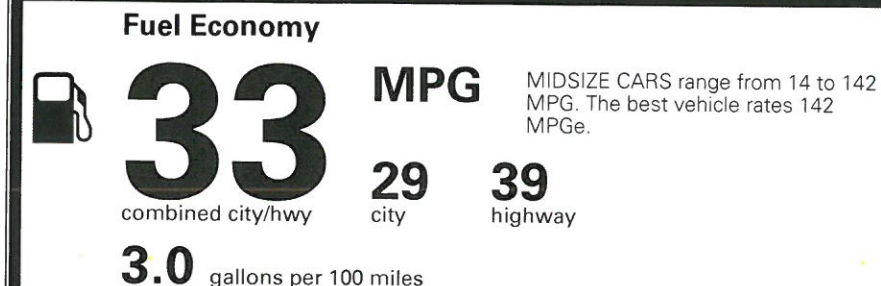 Fuel Economy
33 MPG
MIDSIZE CARS range from 14 to 142
MPG. The best vehicle rates 142
MPGe.
combined city/hwy
29
city
39
highway
3.0 gallons per 100 miles